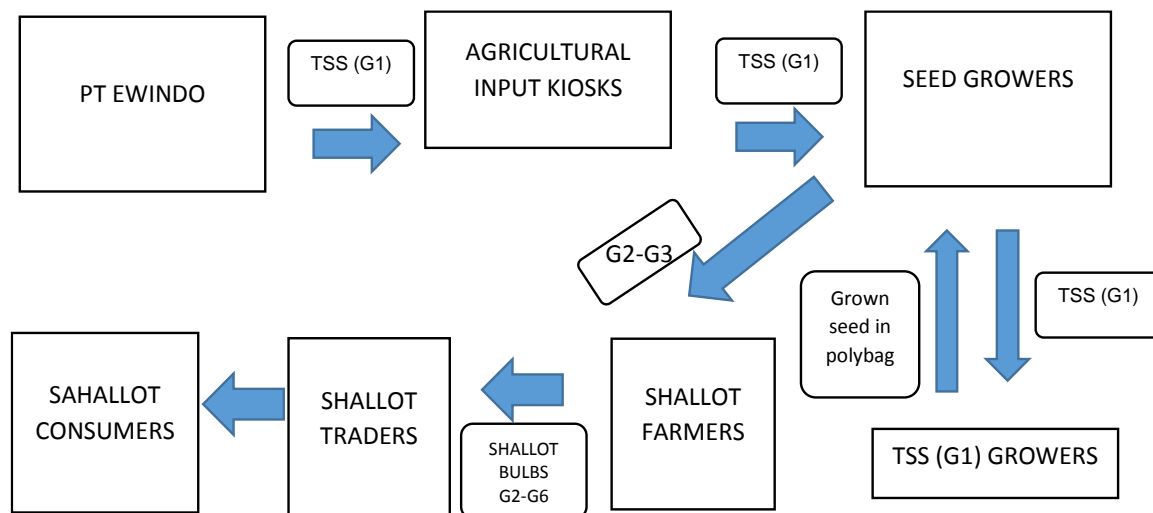 PT EWINDO
TSS (G1)
AGRICULTURAL
INPUT KIOSKS
TSS (G1)
SEED GROWERS
G2-G3
Grown
seed in
polybag
TSS (G1)
SAHALLOT
CONSUMERS
SHALLOT
TRADERS
SHALLOT
BULBS
G2-G6
SHALLOT
FARMERS
TSS (G1) GROWERS